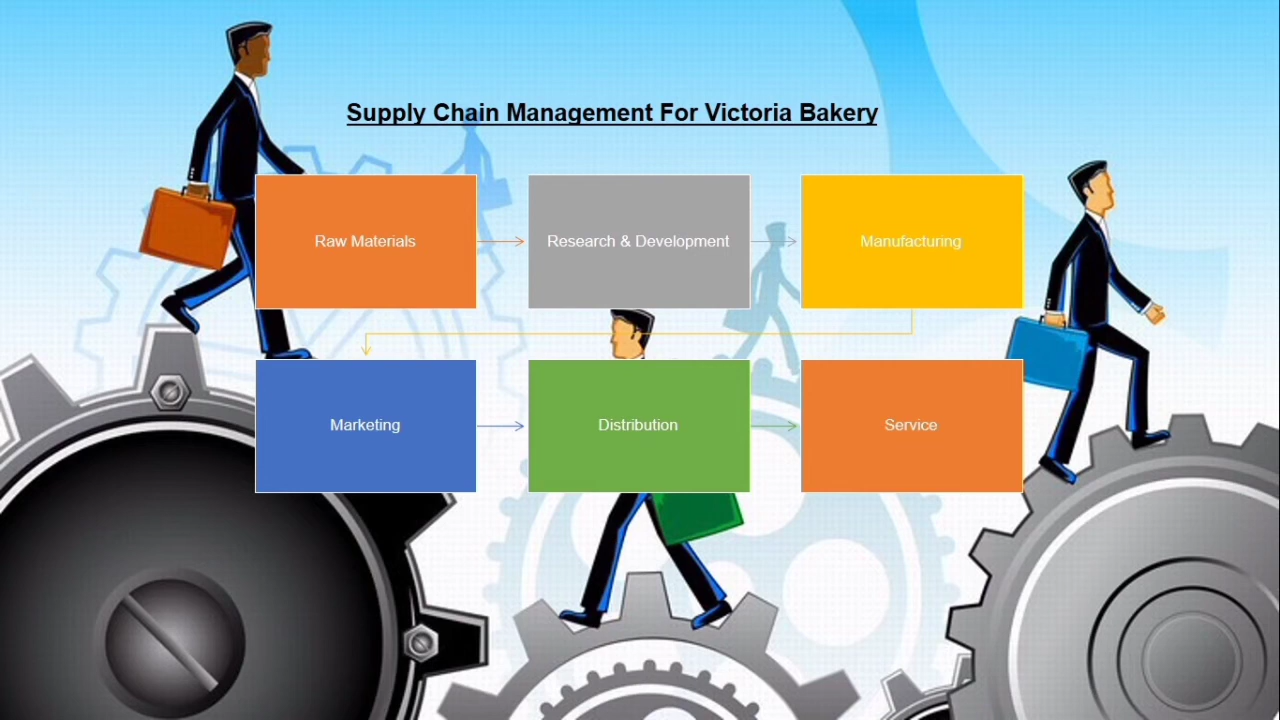 Supply Chain Management For Victoria Bakery
Raw Materials
Research & Development
Manufacturing
Marketing
Distribution
Service